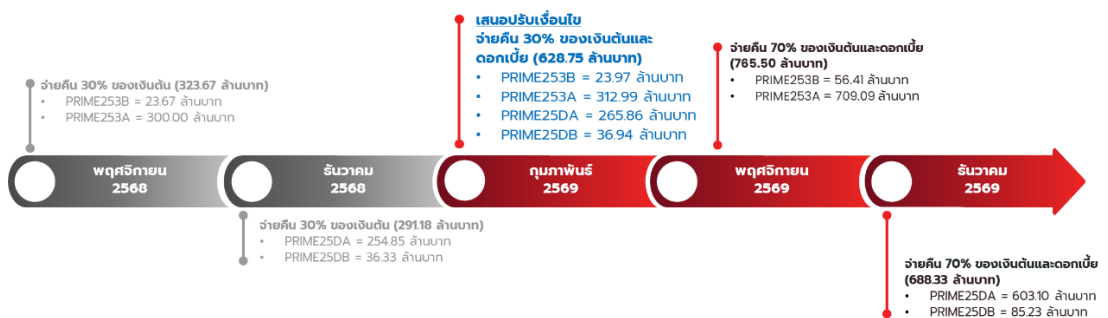 จ่ายคืน 30% ของเงินต้น (323.67 ล้านบาท)
• PRIME253B = 23.67 ล้านบาท
• PRIME253A = 300.00 ล้านบาท
เสนอปรับเงื่อนไข
จ่ายคืน 30% ของเงินต้นและ
ดอกเบี้ย (628.75 ล้านบาท)
• PRIME253B = 23.97 ล้านบาท
• PRIME253A = 312.99 ล้านบาท
• PRIME25DA = 265.86 ล้านบาท
• PRIME25DB = 36.94 ล้านบาท
จ่ายคืน 70% ของเงินต้นและดอกเบี้ย
(765.50 ล้านบาท)
• PRIME253B = 56.41 ล้านบาท
• PRIME253A = 709.09 ล้านบาท
พฤศจิกายน
2568
ธันวาคม
2568
กุมภาพันธ์
2569
พฤศจิกายน
2569
ธันวาคม
2569
จ่ายคืน 30% ของเงินต้น (291.18 ล้านบาท)
• PRIME25DA = 254.85 ล้านบาท
• PRIME25DB = 36.33 ล้านบาท
จ่ายคืน 70% ของเงินต้นและดอกเบี้ย
(688.33 ล้านบาท)
• PRIME25DA = 603.10 ล้านบาท
• PRIME25DB = 85.23 ล้านบาท